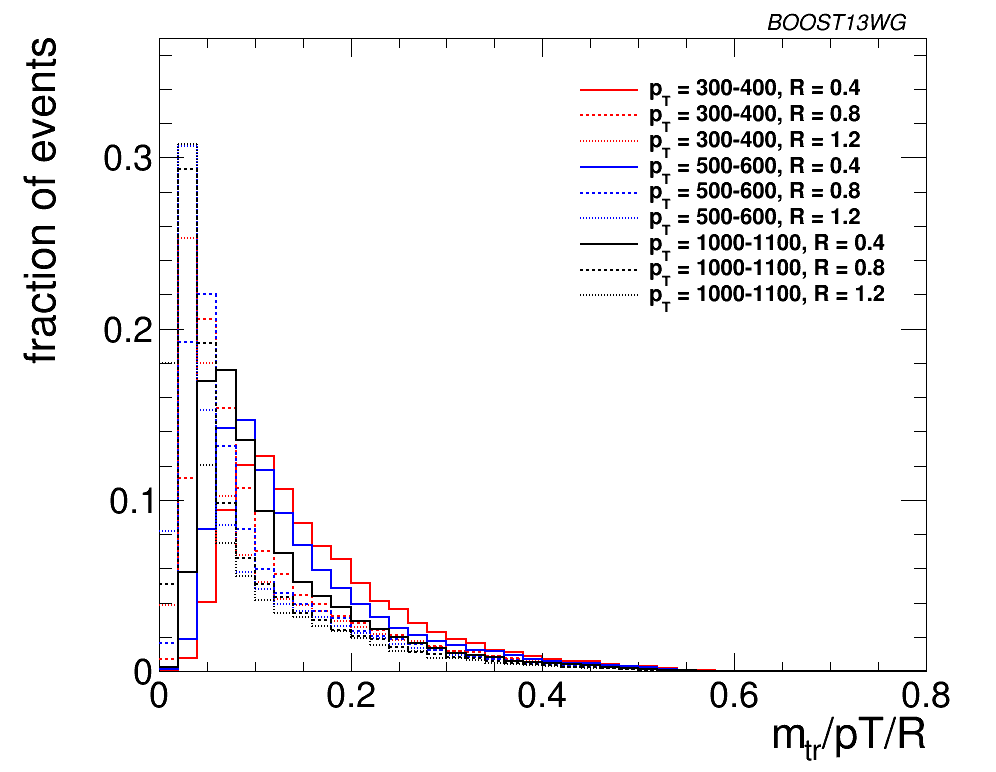 BOOST13WG
fraction of events
p_T = 300-400, R = 0.4
p_T = 300-400, R = 0.8
p_T = 300-400, R = 1.2
p_T = 500-600, R = 0.4
p_T = 500-600, R = 0.8
p_T = 500-600, R = 1.2
p_T = 1000-1100, R = 0.4
p_T = 1000-1100, R = 0.8
p_T = 1000-1100, R = 1.2
0.3
0.2
0.1
0
0 0.2 0.4 0.6 0.8
m_tr/pT/R